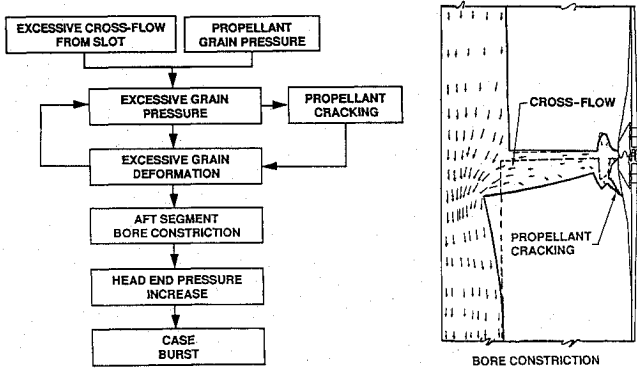 EXCESSIVE CROSS-FLOW
FROM SLOT
PROPELLANT
GRAIN PRESSURE
EXCESSIVE GRAIN
PRESSURE
PROPELLANT
CRACKING
EXCESSIVE GRAIN
DEFORMATION
AFT SEGMENT
BORE CONSTRICTION
HEAD END PRESSURE
INCREASE
CASE
BURST
CROSS-FLOW
PROPELLANT
CRACKING
BORE CONSTRICTION